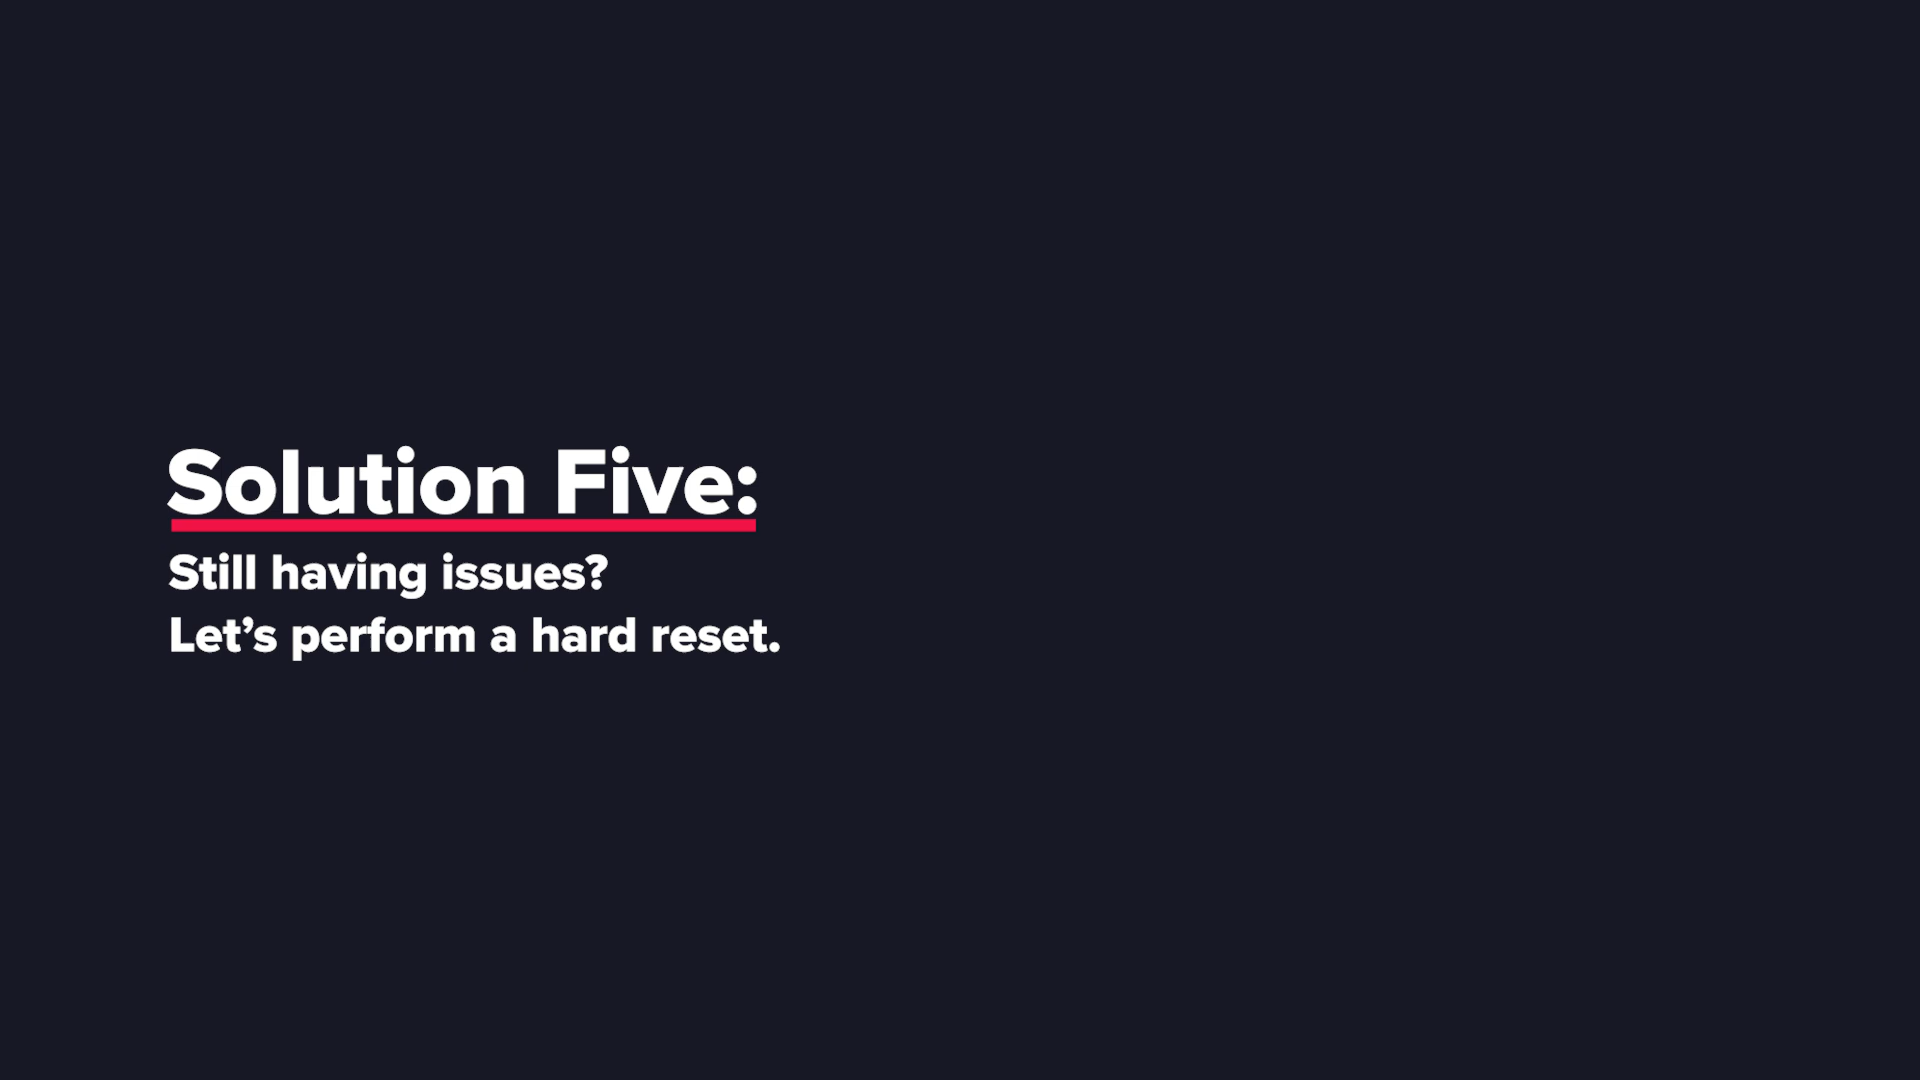 Solution Five:
Still having issues?
Let’s perform a hard reset.